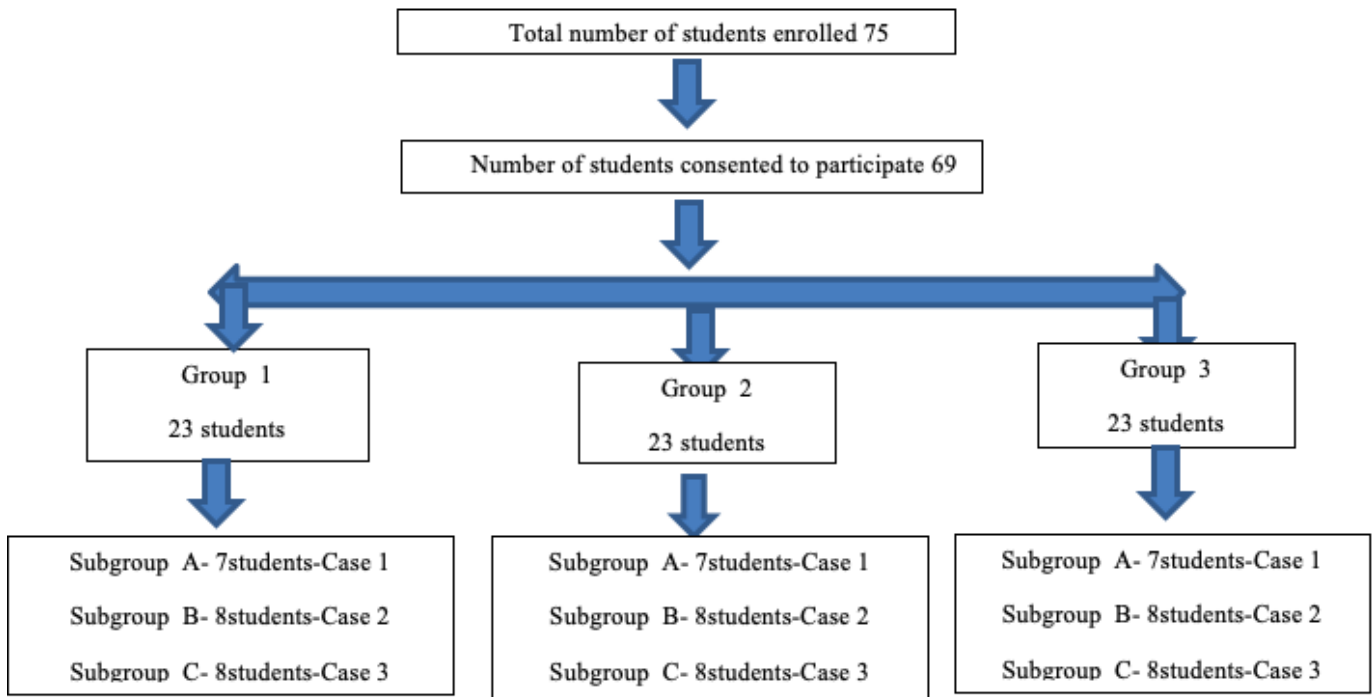 Total number of students enrolled 75
Number of students consented to participate 69
Group 1
23 students
Group 2
23 students
Group 3
23 students
Subgroup A- 7students-Case 1
Subgroup B- 8students-Case 2
Subgroup C- 8students-Case 3
Subgroup A- 7students-Case 1
Subgroup B- 8students-Case 2
Subgroup C- 8students-Case 3
Subgroup A- 7students-Case 1
Subgroup B- 8students-Case 2
Subgroup C- 8students-Case 3